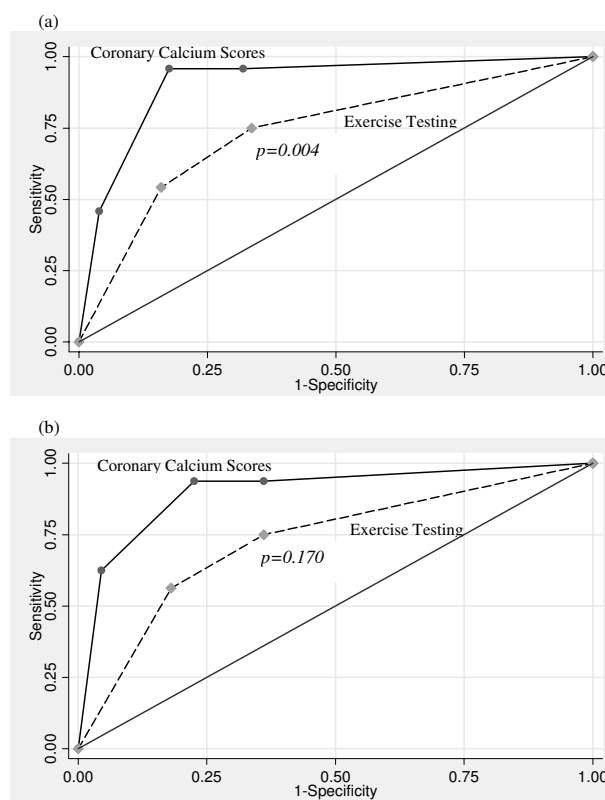 (a)
Coronary Calcium Scores
Exercise Testing
p=0.004
Sensitivity
0.00 0.25 0.50 0.75 1.00
0.00 0.25 0.50 0.75 1.00
1-Specificity
(b)
Coronary Calcium Scores
Exercise Testing
p=0.170
Sensitivity
0.00 0.25 0.50 0.75 1.00
0.00 0.25 0.50 0.75 1.00
1-Specificity